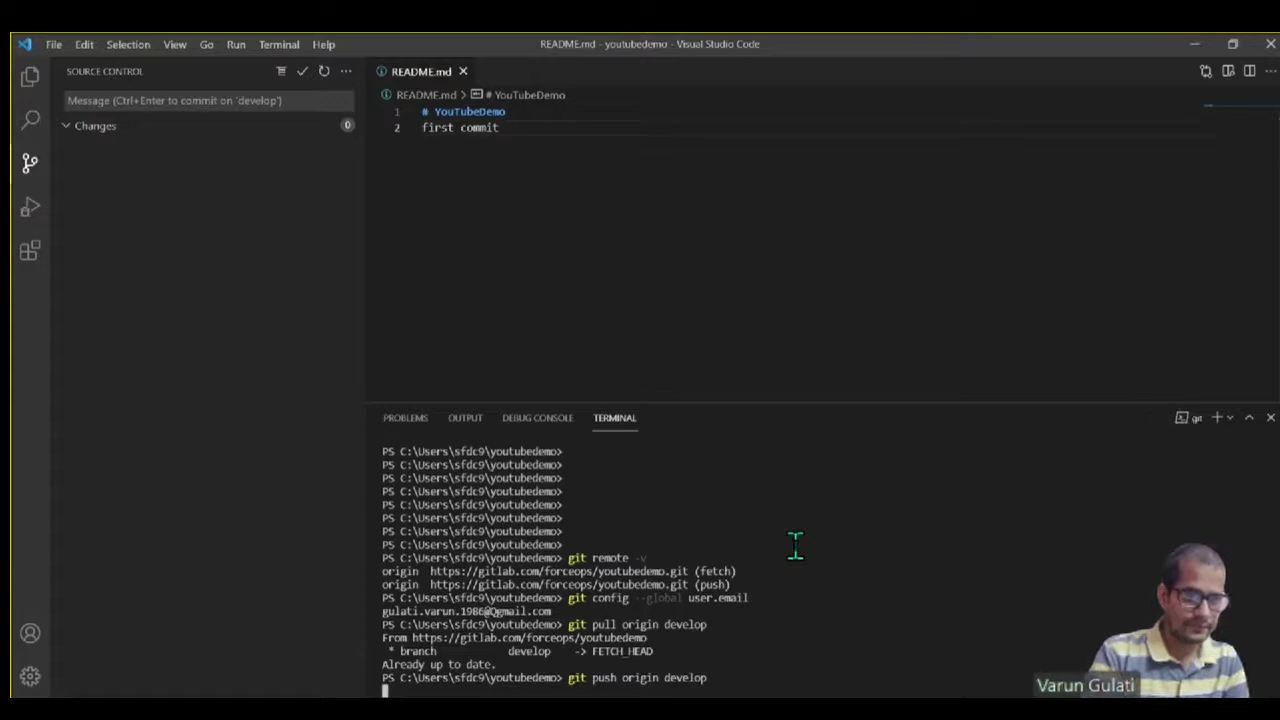 File Edit Selection View Go Run Terminal Help
README.md - youtubedemo - Visual Studio Code
SOURCE CONTROL
Message (Ctrl+Enter to commit on 'develop')
Changes 0
README.md
README.md > # YouTubeDemo
1 # YouTubeDemo
2 first commit
PROBLEMS OUTPUT DEBUG CONSOLE TERMINAL
git
PS C:\Users\sfdc9\youtubedemo>
PS C:\Users\sfdc9\youtubedemo>
PS C:\Users\sfdc9\youtubedemo>
PS C:\Users\sfdc9\youtubedemo>
PS C:\Users\sfdc9\youtubedemo>
PS C:\Users\sfdc9\youtubedemo>
PS C:\Users\sfdc9\youtubedemo>
PS C:\Users\sfdc9\youtubedemo>
PS C:\Users\sfdc9\youtubedemo> git remote -v
origin https://gitlab.com/forceops/youtubedemo.git (fetch)
origin https://gitlab.com/forceops/youtubedemo.git (push)
PS C:\Users\sfdc9\youtubedemo> git config --global user.email
gulati.varun.1986@gmail.com
PS C:\Users\sfdc9\youtubedemo> git pull origin develop
From https://gitlab.com/forceops/youtubedemo
* branch develop -> FETCH_HEAD
Already up to date.
PS C:\Users\sfdc9\youtubedemo> git push origin develop
Varun Gulati